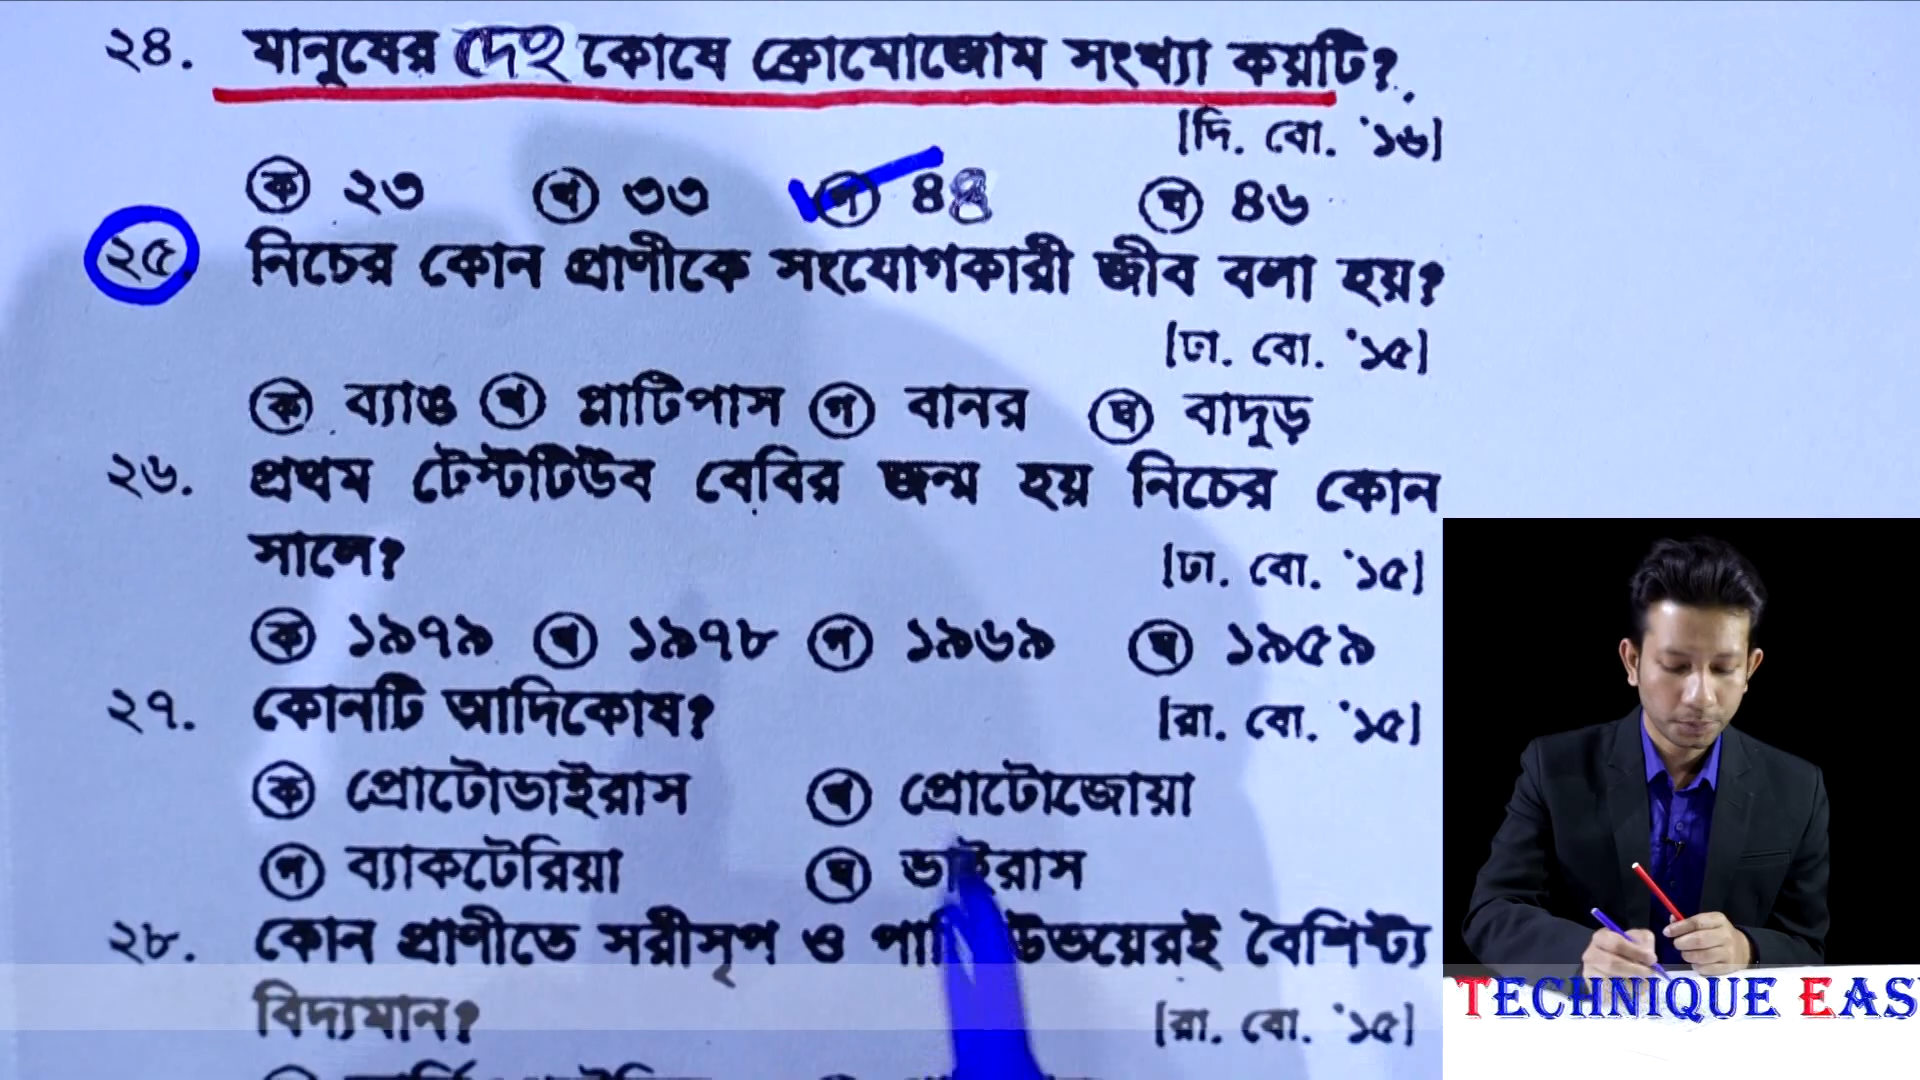 ২৪. মানুষের দেহ কোষে ক্রোমোজোম সংখ্যা কয়টি?
[দি. বো. '১৬]
ক ২৩ খ ৩৩ গ ৪৪ ঘ ৪৬
২৫. নিচের কোন প্রাণীকে সংযোগকারী জীব বলা হয়?
[ঢা. বো. '১৫]
ক ব্যাঙ খ প্লাটিপাস গ বানর ঘ বাদুড়
২৬. প্রথম টেস্টটিউব বেবির জন্ম হয় নিচের কোন
সালে? [ঢা. বো. '১৫]
ক ১৯৭৯ খ ১৯৭৮ গ ১৯৬৯ ঘ ১৯৫৯
২৭. কোনটি আদিকোষ? [রা. বো. '১৫]
ক প্রোটোভাইরাস খ প্রোটোজোয়া
গ ব্যাকটেরিয়া ঘ ভাইরাস
২৮. কোন প্রাণীতে সরীসৃপ ও উভয়েরই বৈশিষ্ট্য
বিদ্যমান? [রা. বো. '১৫]
TECHNIQUE EAS